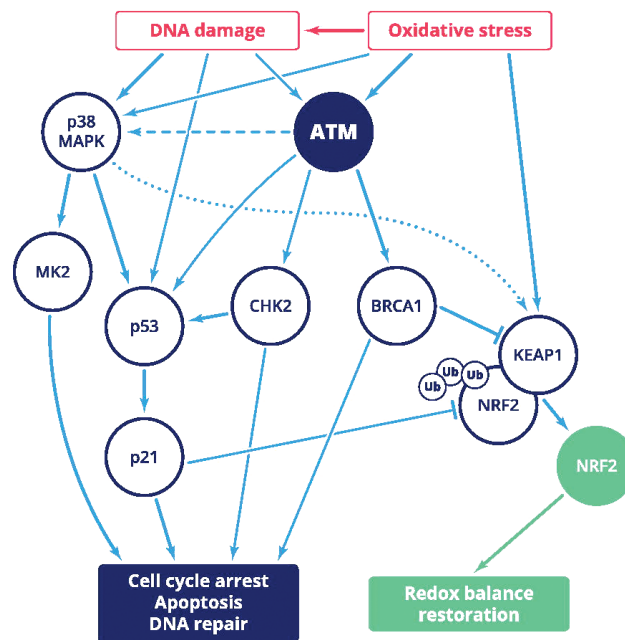 DNA damage
Oxidative stress
p38
MAPK
ATM
MK2
p53
CHK2
BRCA1
KEAP1
Ub
Ub
Ub
NRF2
p21
NRF2
Cell cycle arrest
Apoptosis
DNA repair
Redox balance
restoration